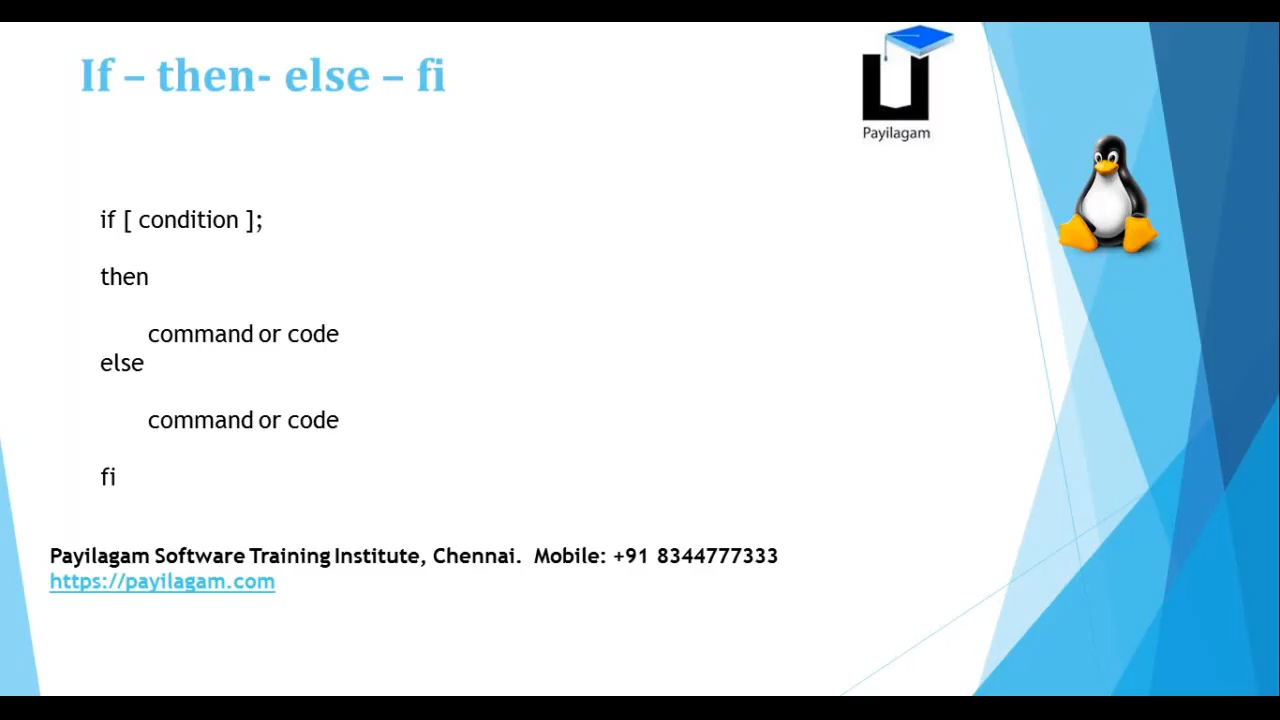 If – then- else – fi
Payilagam
if [ condition ];
then
command or code
else
command or code
fi
Payilagam Software Training Institute, Chennai.  Mobile: +91 8344777333
https://payilagam.com